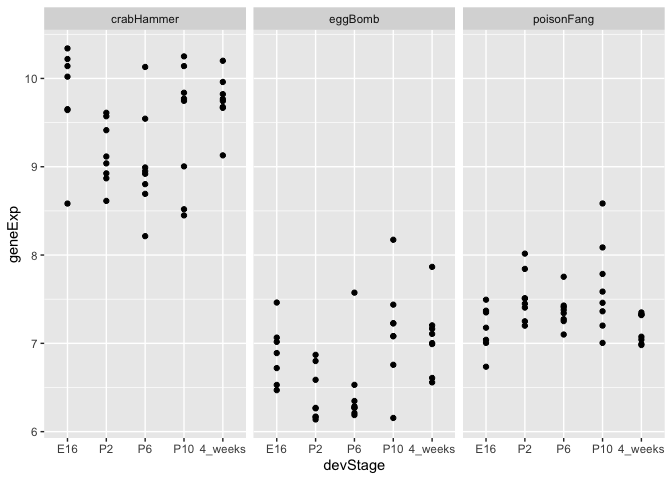 crabHammer eggBomb poisonFang
geneExp
10
9
8
7
6
E16 P2 P6 P10 4_weeks E16 P2 P6 P10 4_weeks E16 P2 P6 P10 4_weeks
devStage